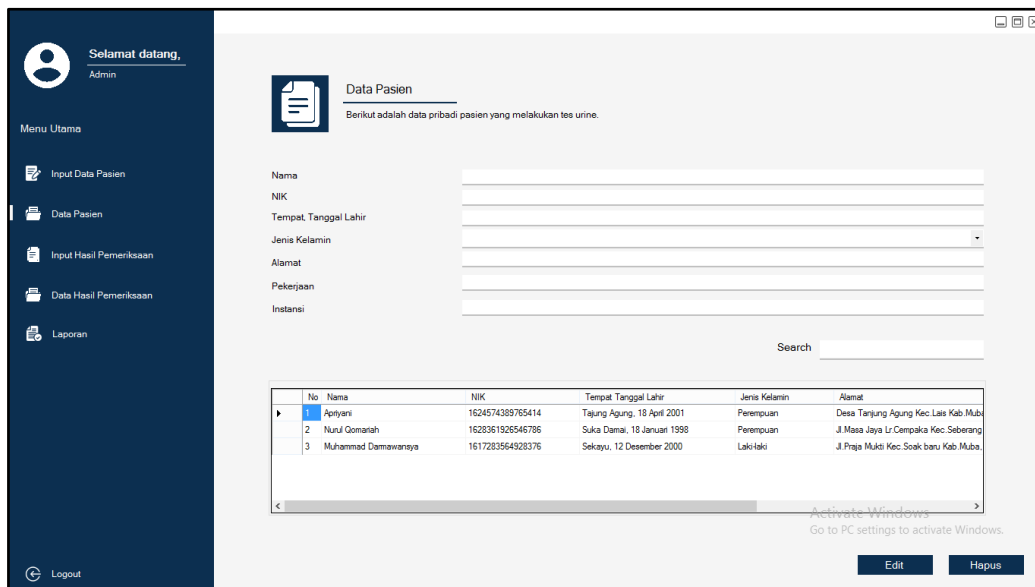 Selamat datang,
Admin
Menu Utama
Input Data Pasien
Data Pasien
Input Hasil Pemeriksaan
Data Hasil Pemeriksaan
Laporan
Logout
Data Pasien
Berikut adalah data pribadi pasien yang melakukan tes urine.
Nama
NIK
Tempat, Tanggal Lahir
Jenis Kelamin
Alamat
Pekerjaan
Instansi
Search
No Nama NIK Tempat Tanggal Lahir Jenis Kelamin Alamat
1 Apriyani 1624574389765414 Tajung Agung, 18 April 2001 Perempuan Desa Tanjung Agung Kec.Lais Kab.Muba
2 Nurul Qomariah 1628361926546786 Suka Damai, 18 Januari 1998 Perempuan Jl.Masa Jaya Lr.Cempaka Kec.Seberang
3 Muhammad Darmawansya 1617283564928376 Sekayu, 12 Desember 2000 Laki-laki Jl.Praja Mukti Kec.Soak baru Kab.Muba,
Activate Windows
Go to PC settings to activate Windows.
Edit Hapus